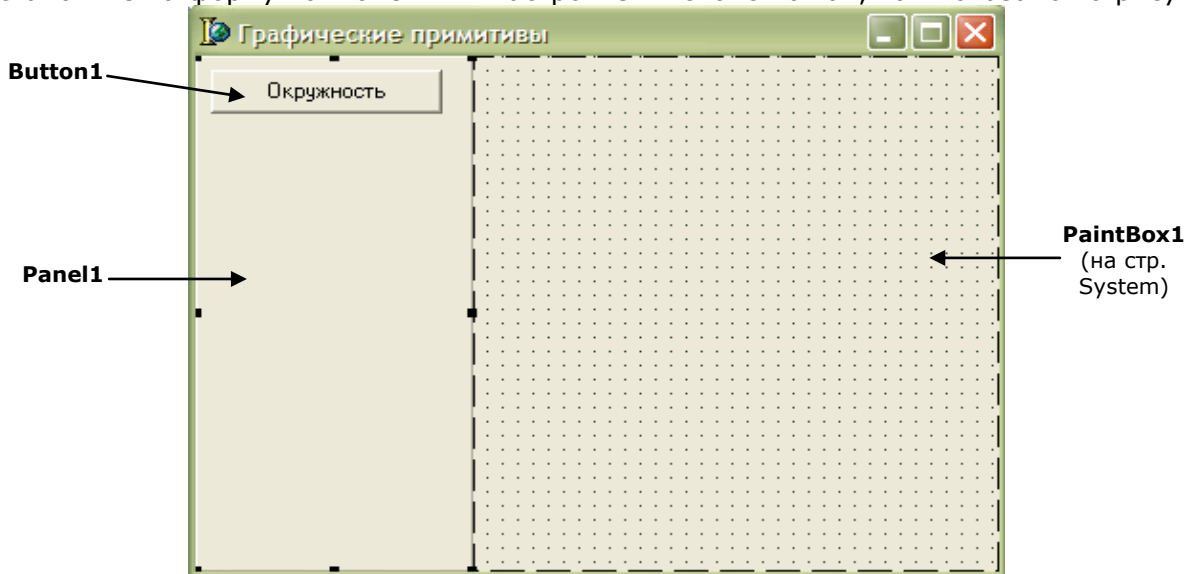 Графические примитивы
Button1
Окружность
Panel1
PaintBox1
(на стр.
System)